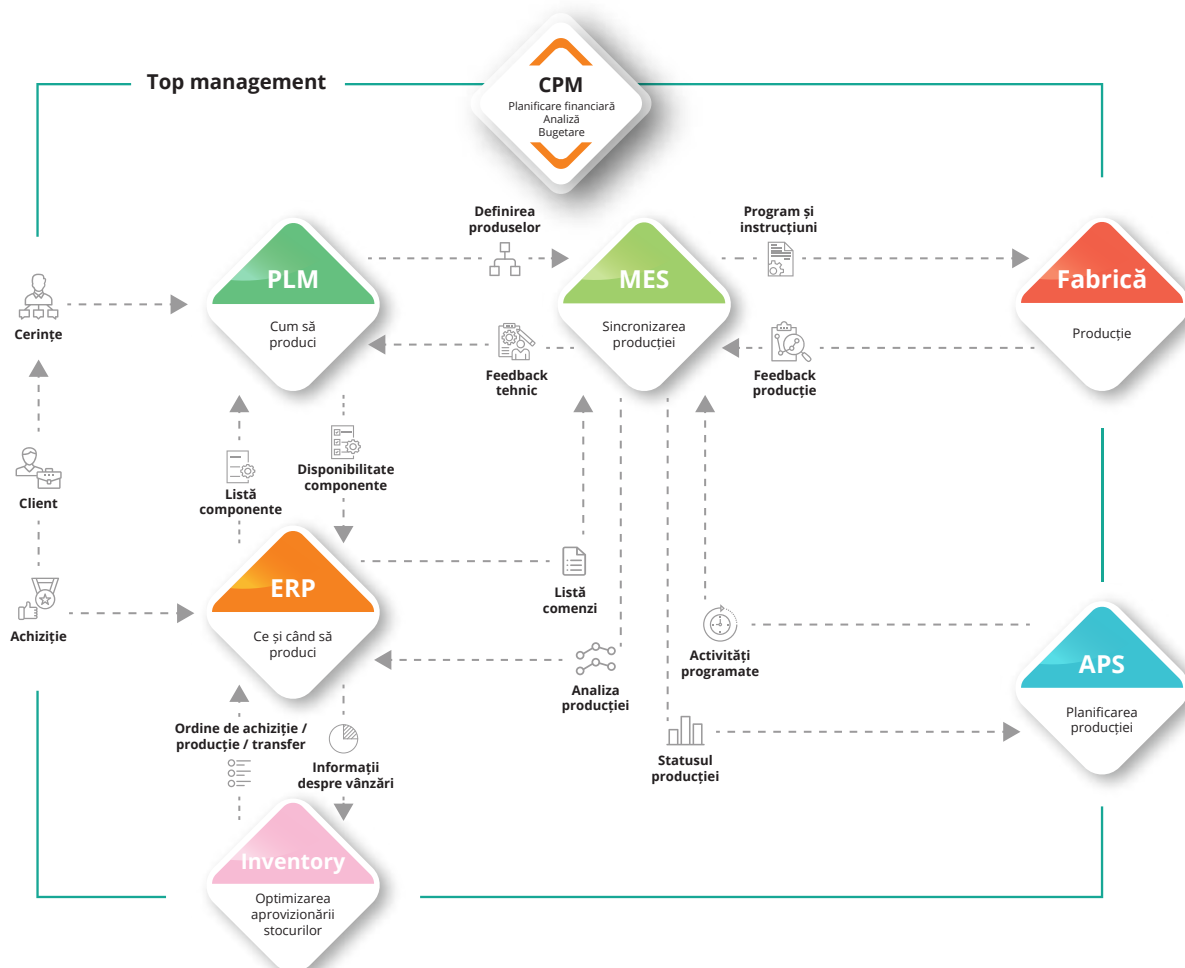 Top management
CPM
Planificare financiară
Analiză
Bugetare
Definirea
produselor
Program și
instrucțiuni
PLM
Cum să
produci
MES
Sincronizarea
producției
Fabrică
Producție
Cerințe
Feedback
tehnic
Feedback
producție
Client
Listă
componente
Disponibilitate
componente
ERP
Ce și când să
produci
Listă
comenzi
Achiziție
Activități
programate
APS
Planificarea
producției
Analiza
producției
Ordine de achiziție /
producție / transfer
Informații
despre vânzări
Statusul
producției
Inventory
Optimizarea
aprovizionării
stocurilor